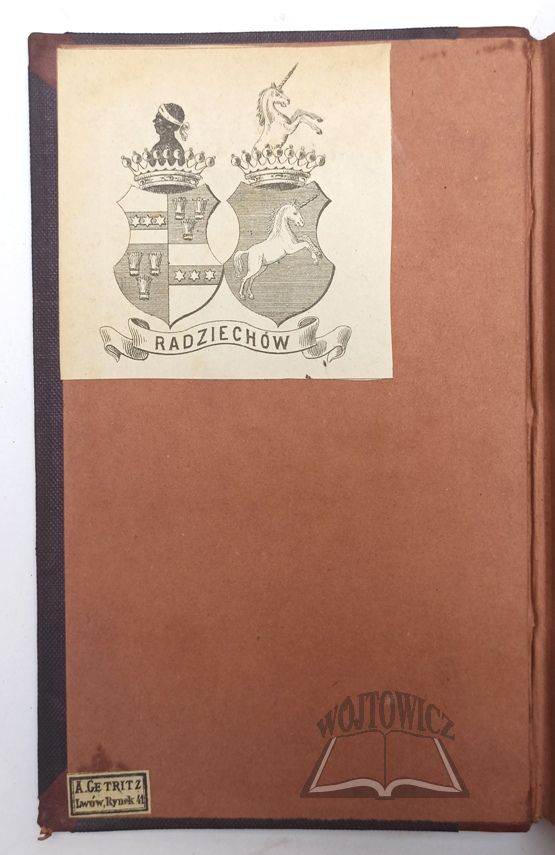 RADZIECHÓW
WOJTOWICZ
A. GETRITZ
Lwów, Rynek 41